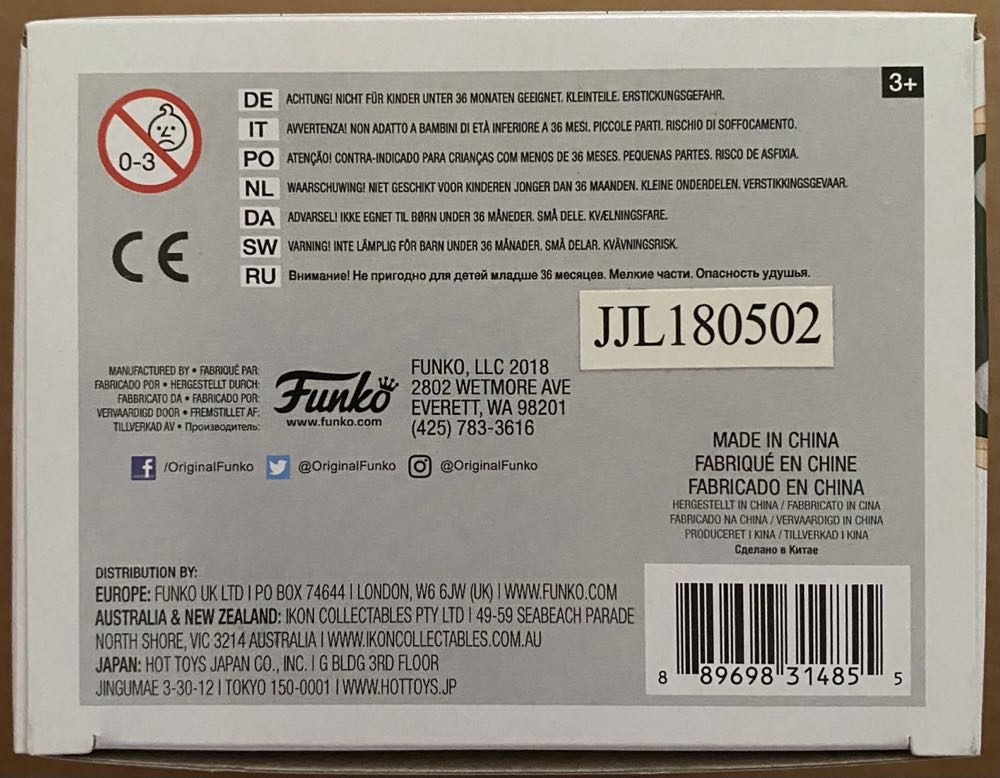 3+
0-3
CE
DE ACHTUNG! NICHT FÜR KINDER UNTER 36 MONATEN GEEIGNET. KLEINTEILE. ERSTICKUNGSGEFAHR.
IT AVVERTENZA! NON ADATTO A BAMBINI DI ETÀ INFERIORE A 36 MESI. PICCOLE PARTI. RISCHIO DI SOFFOCAMENTO.
PO ATENÇÃO! CONTRA-INDICADO PARA CRIANÇAS COM MENOS DE 36 MESES. PEQUENAS PARTES. RISCO DE ASFIXIA.
NL WAARSCHUWING! NIET GESCHIKT VOOR KINDEREN JONGER DAN 36 MAANDEN. KLEINE ONDERDELEN. VERSTIKKINGSGEVAAR.
DA ADVARSEL! IKKE EGNET TIL BØRN UNDER 36 MÅNEDER. SMÅ DELE. KVÆLNINGSFARE.
SW VARNING! INTE LÄMPLIG FÖR BARN UNDER 36 MÅNADER. SMÅ DELAR. KVÄVNINGSRISK.
RU Внимание! Не пригодно для детей младше 36 месяцев. Мелкие части. Опасность удушья.
JJL180502
MANUFACTURED BY • FABRIQUÉ PAR:
FABRICADO POR • HERGESTELLT DURCH:
FABBRICATO DA • FABRICADO POR:
VERVAARDIGD DOOR • FREMSTILLET AF:
TILLVERKAD AV • Производитель:
Funko
www.funko.com
FUNKO, LLC 2018
2802 WETMORE AVE
EVERETT, WA 98201
(425) 783-3616
f /OriginalFunko @OriginalFunko @OriginalFunko
MADE IN CHINA
FABRIQUÉ EN CHINE
FABRICADO EN CHINA
HERGESTELLT IN CHINA / FABBRICATO IN CINA
FABRICADO NA CHINA / VERVAARDIGD IN CHINA
PRODUCERET I KINA / TILLVERKAD I KINA
Сделано в Китае
DISTRIBUTION BY:
EUROPE: FUNKO UK LTD | PO BOX 74644 | LONDON, W6 6JW (UK) | WWW.FUNKO.COM
AUSTRALIA & NEW ZEALAND: IKON COLLECTABLES PTY LTD | 49-59 SEABEACH PARADE
NORTH SHORE, VIC 3214 AUSTRALIA | WWW.IKONCOLLECTABLES.COM.AU
JAPAN: HOT TOYS JAPAN CO., INC. | G BLDG 3RD FLOOR
JINGUMAE 3-30-12 | TOKYO 150-0001 | WWW.HOTTOYS.JP
8 89698 31485 5